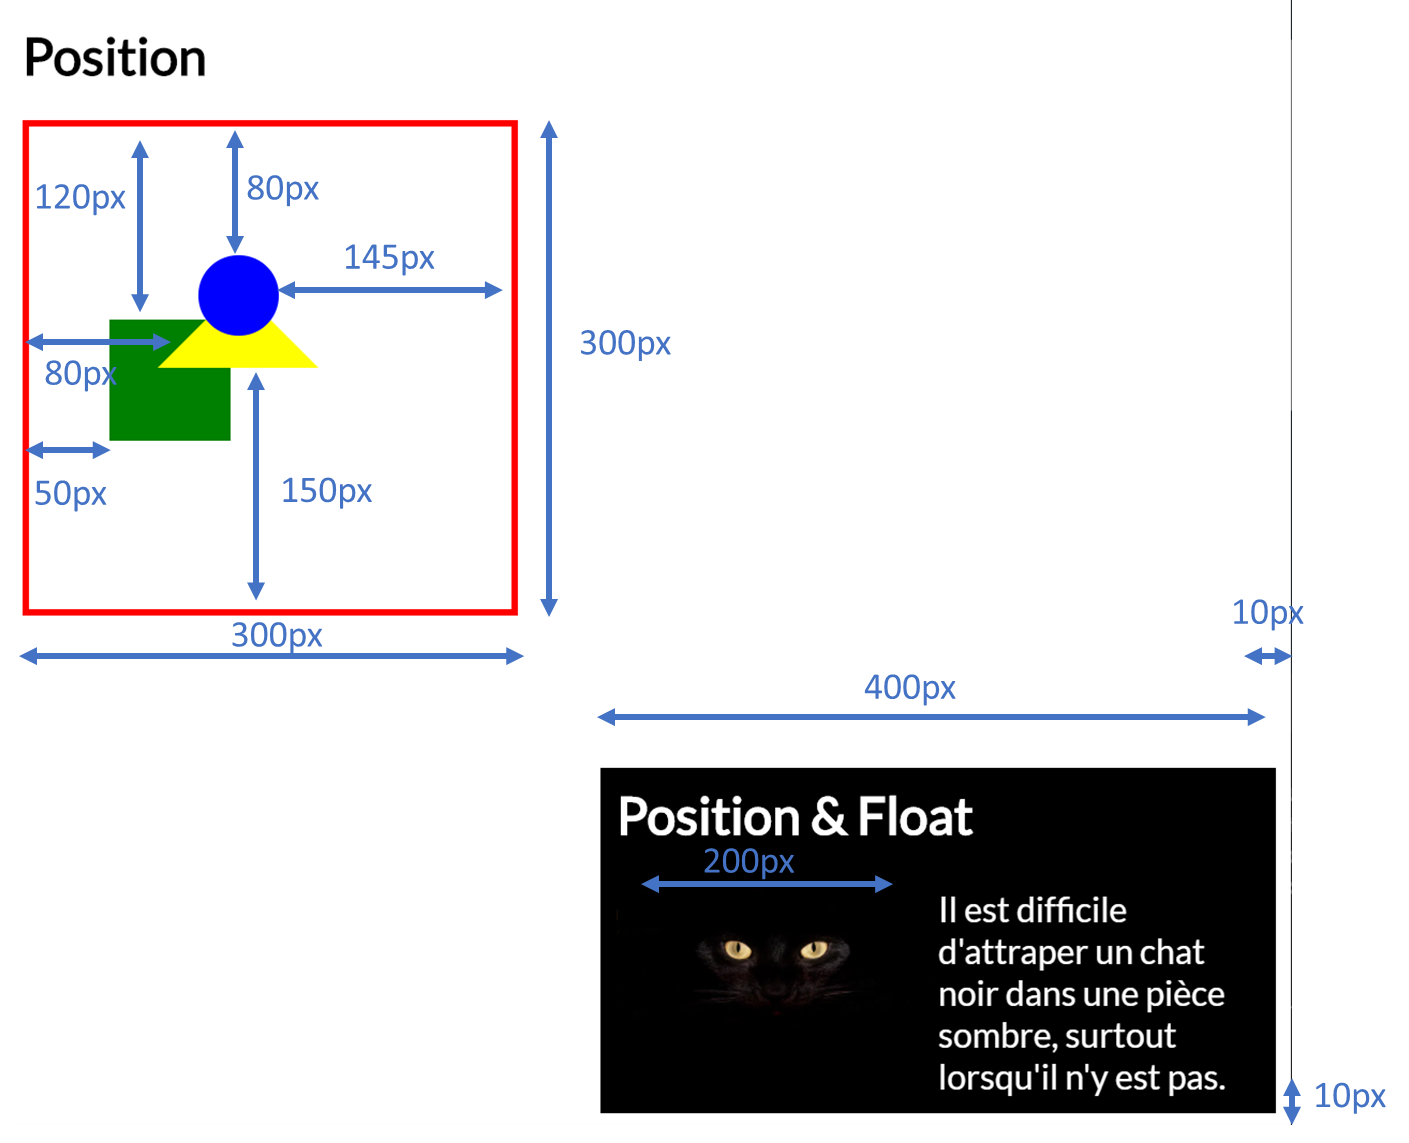 Position
120px
80px
145px
300px
80px
50px
150px
300px
10px
400px
Position & Float
200px
Il est difficile
d'attraper un chat
noir dans une pièce
sombre, surtout
lorsqu'il n'y est pas.
10px